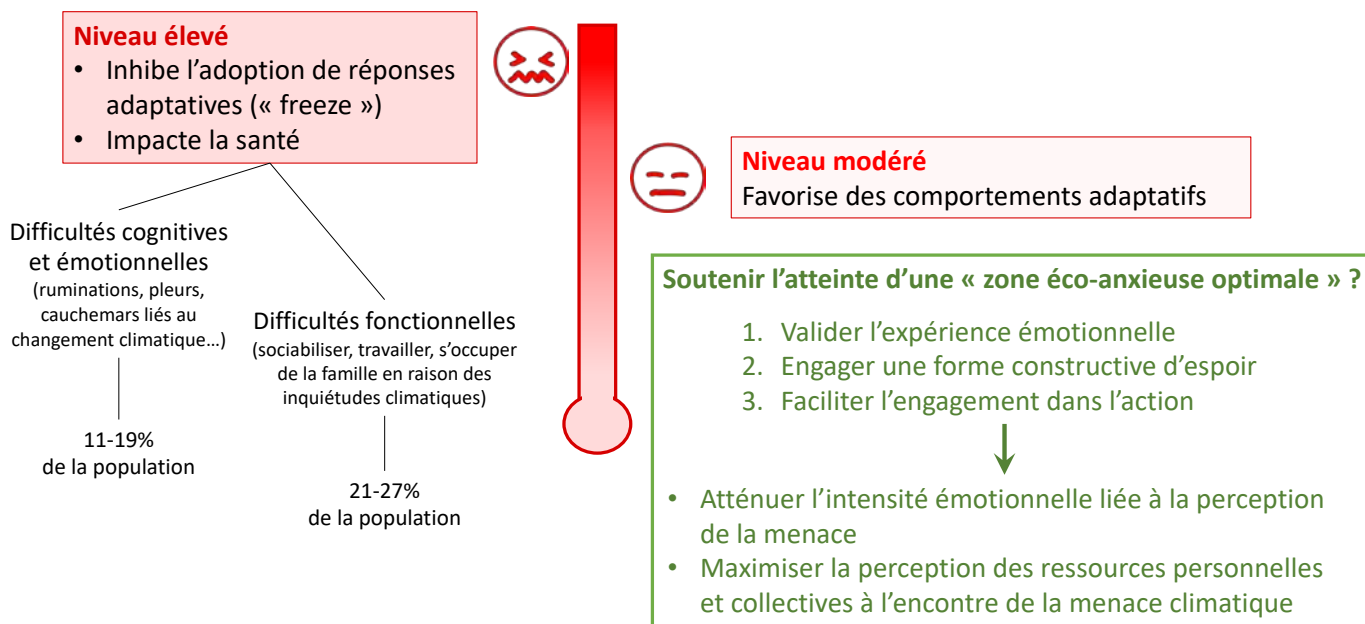 Niveau élevé
• Inhibe l’adoption de réponses
adaptatives (« freeze »)
• Impacte la santé
Difficultés cognitives
et émotionnelles
(ruminations, pleurs,
cauchemars liés au
changement climatique…)
11-19%
de la population
Difficultés fonctionnelles
(sociabiliser, travailler, s’occuper
de la famille en raison des
inquiétudes climatiques)
21-27%
de la population
Niveau modéré
Favorise des comportements adaptatifs
Soutenir l’atteinte d’une « zone éco-anxieuse optimale » ?
1. Valider l’expérience émotionnelle
2. Engager une forme constructive d’espoir
3. Faciliter l’engagement dans l’action
• Atténuer l’intensité émotionnelle liée à la perception
de la menace
• Maximiser la perception des ressources personnelles
et collectives à l’encontre de la menace climatique